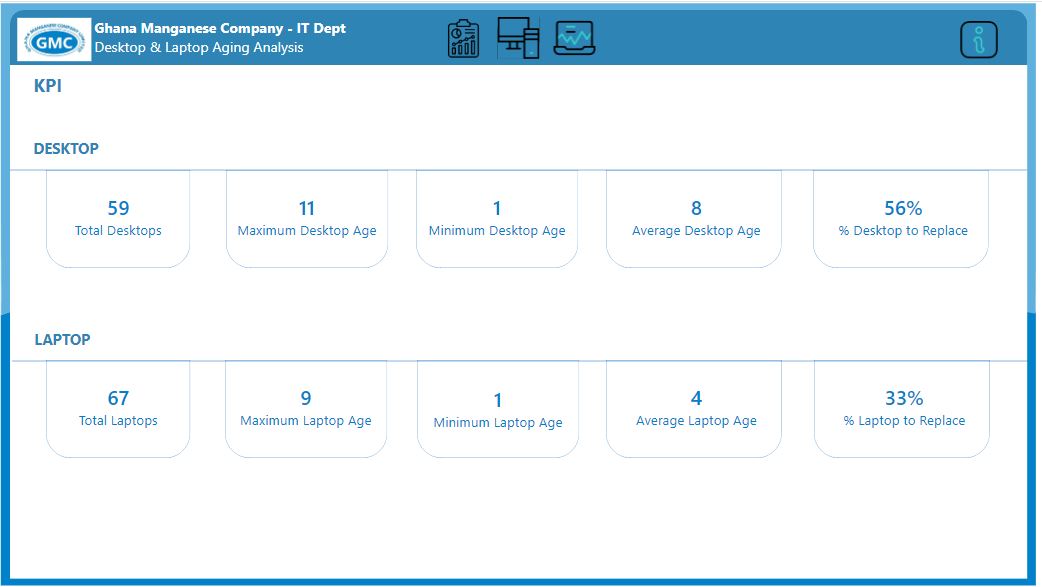 GMC
Ghana Manganese Company - IT Dept
Desktop & Laptop Aging Analysis
KPI
DESKTOP
59
Total Desktops
11
Maximum Desktop Age
1
Minimum Desktop Age
8
Average Desktop Age
56%
% Desktop to Replace
LAPTOP
67
Total Laptops
9
Maximum Laptop Age
1
Minimum Laptop Age
4
Average Laptop Age
33%
% Laptop to Replace